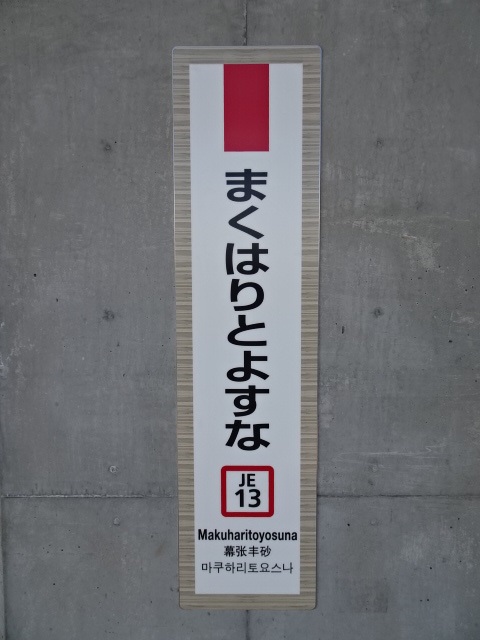 まくはりとよすな
JE
13
Makuharitoyosuna
幕张丰砂
마쿠하리토요스나